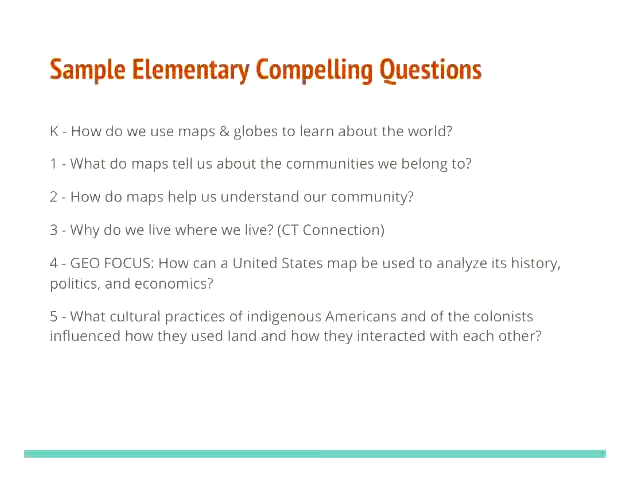 Sample Elementary Compelling Questions
K - How do we use maps & globes to learn about the world?
1 - What do maps tell us about the communities we belong to?
2 - How do maps help us understand our community?
3 - Why do we live where we live? (CT Connection)
4 - GEO FOCUS: How can a United States map be used to analyze its history,
politics, and economics?
5 - What cultural practices of indigenous Americans and of the colonists
influenced how they used land and how they interacted with each other?